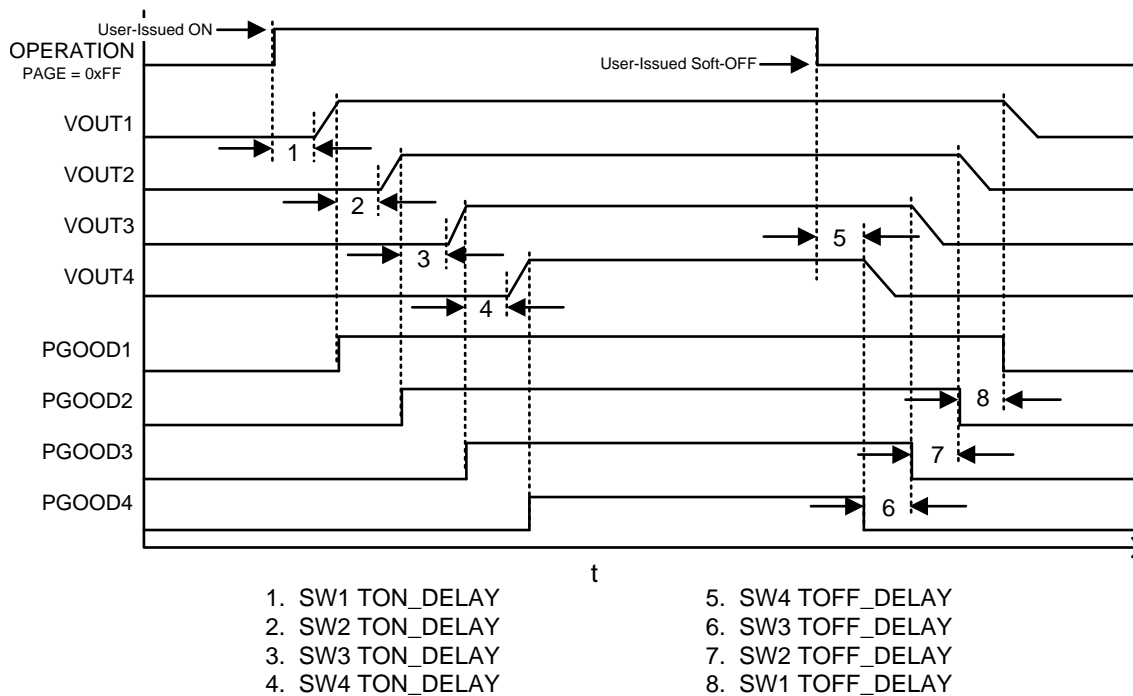 User-Issued ON
OPERATION
PAGE = 0xFF
User-Issued Soft-OFF
VOUT1
1
VOUT2
2
VOUT3
5
3
VOUT4
4
PGOOD1
PGOOD2
8
PGOOD3
7
PGOOD4
6
t
1. SW1 TON_DELAY
2. SW2 TON_DELAY
3. SW3 TON_DELAY
4. SW4 TON_DELAY
5. SW4 TOFF_DELAY
6. SW3 TOFF_DELAY
7. SW2 TOFF_DELAY
8. SW1 TOFF_DELAY